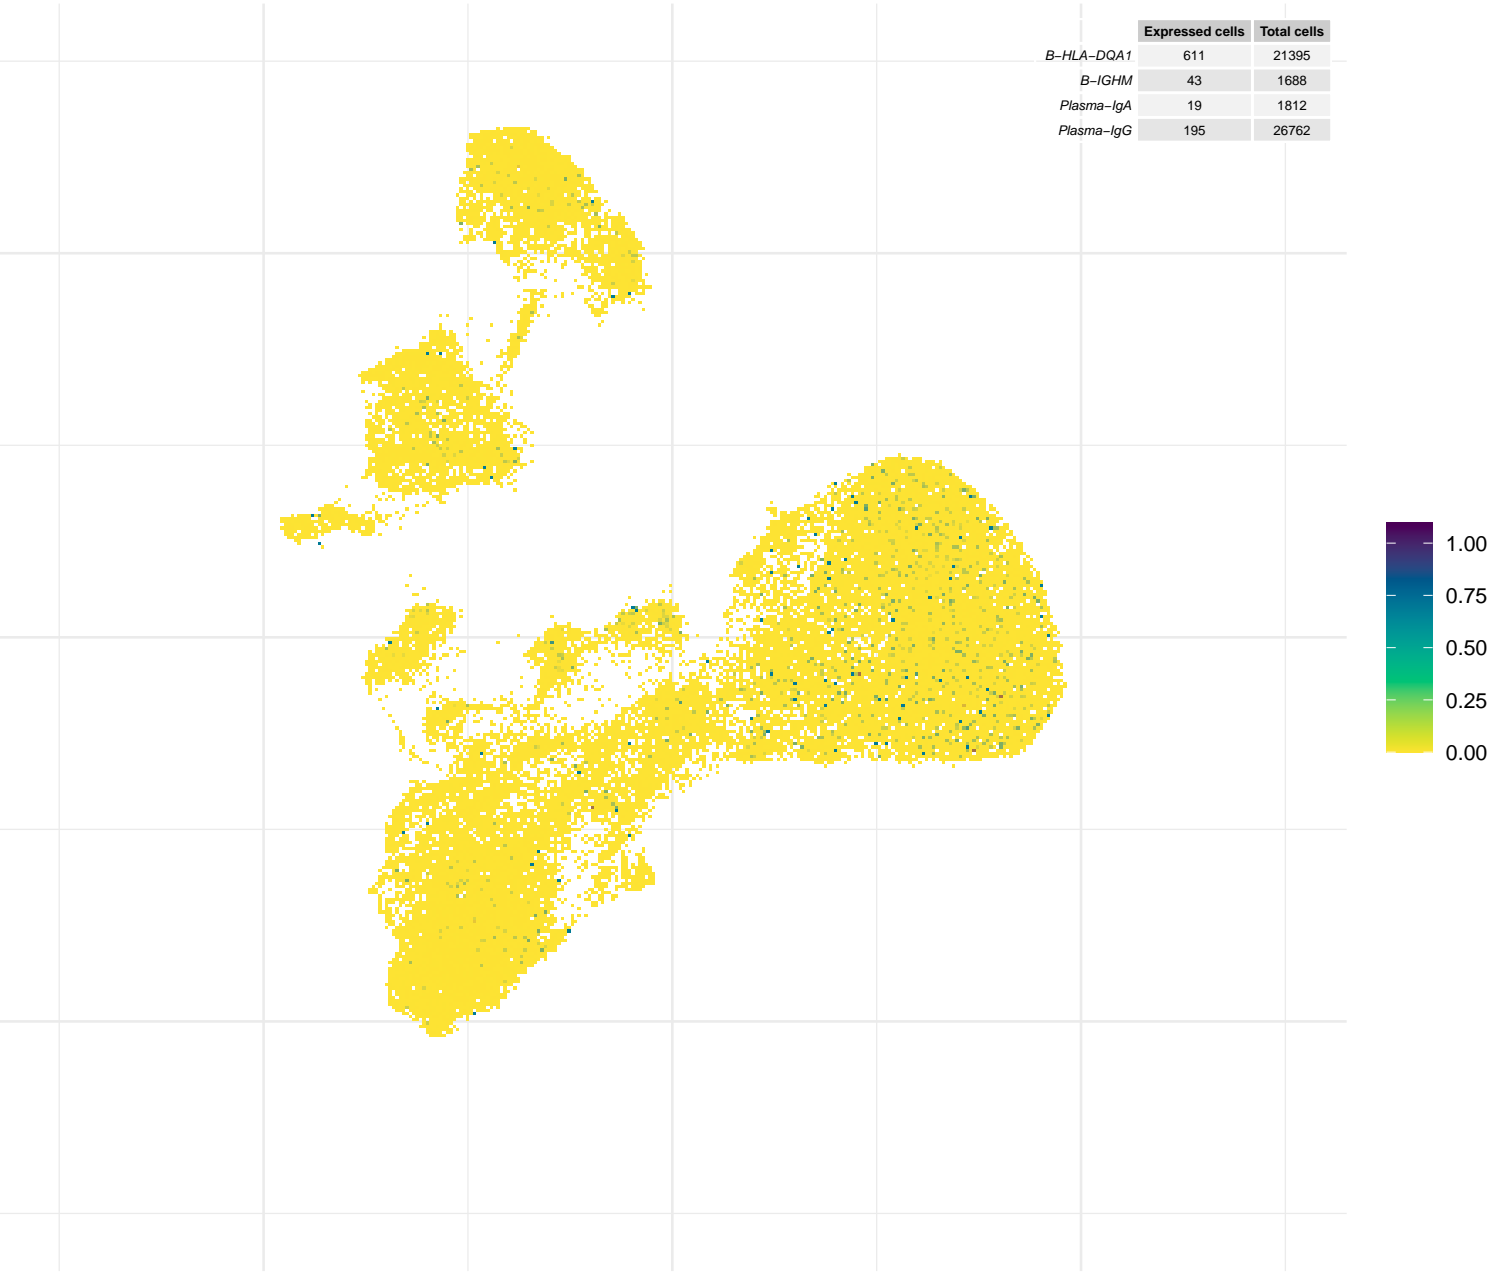 Expressed cells Total cells
B−HLA−DQA1 611 21395
B−IGHM 43 1688
Plasma−IgA 19 1812
Plasma−IgG 195 26762
1.00
0.75
0.50
0.25
0.00